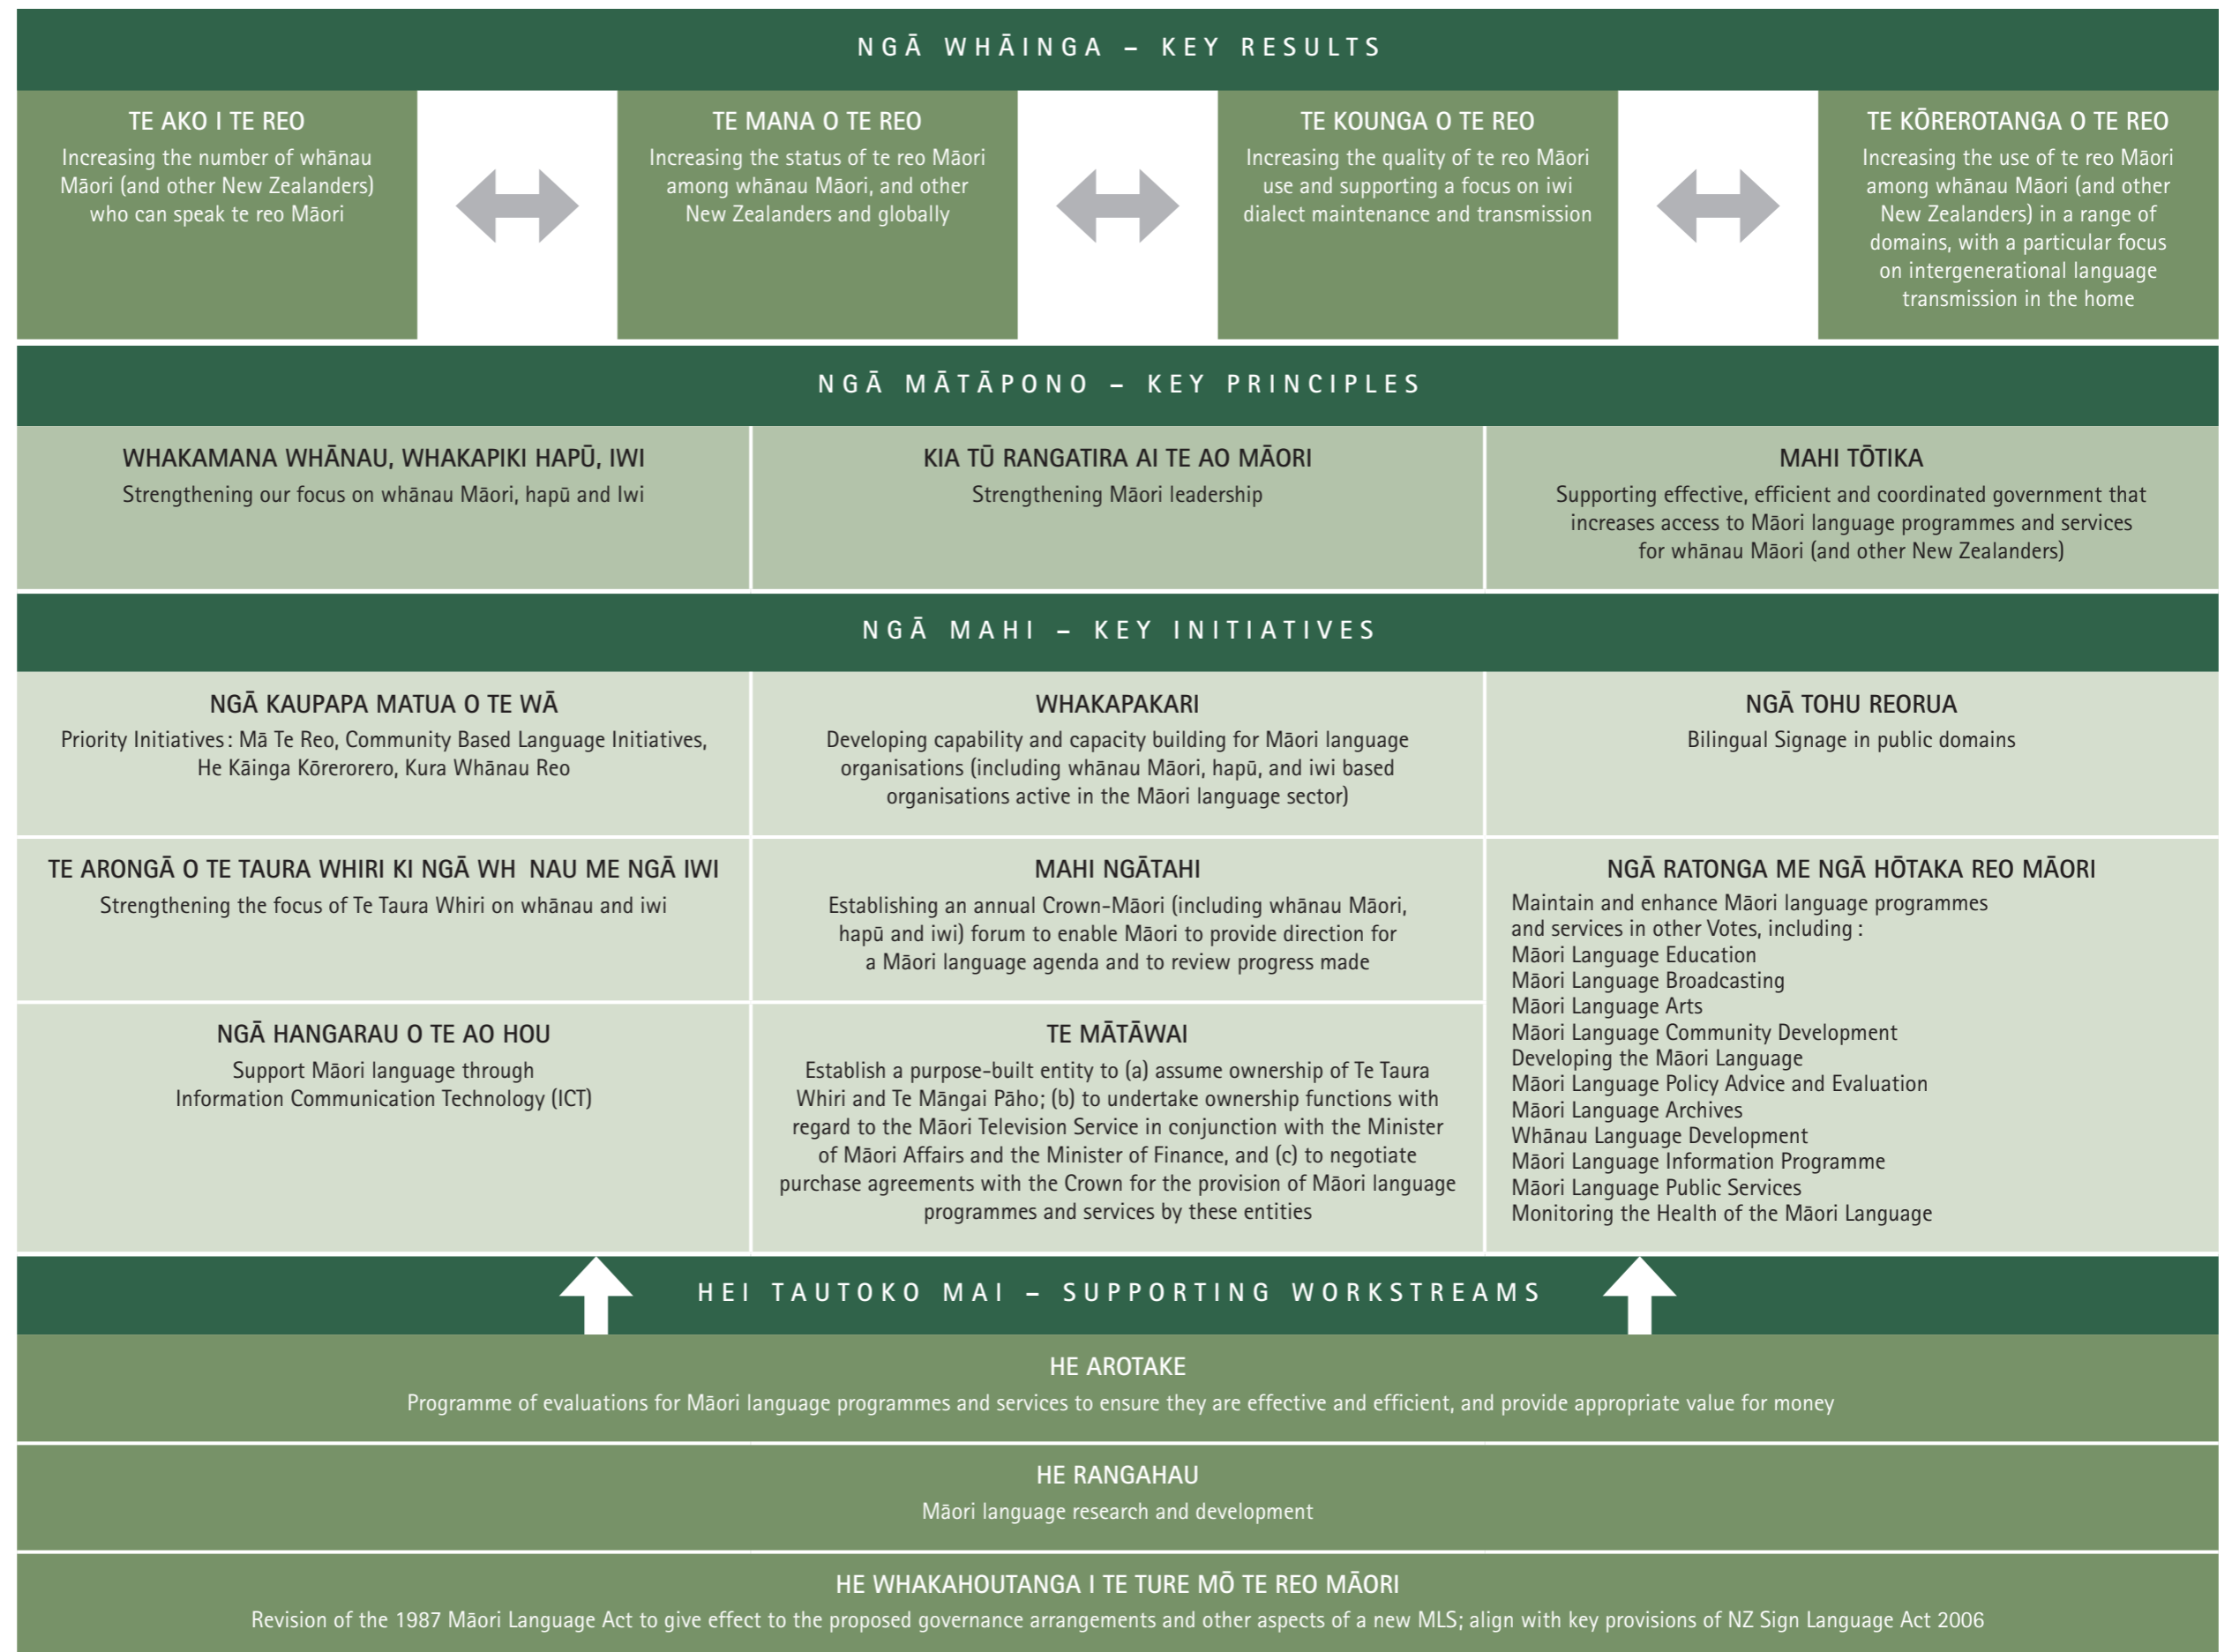 NGĀ WHĀINGA – KEY RESULTS
TE AKO I TE REO
Increasing the number of whānau
Māori (and other New Zealanders)
who can speak te reo Māori
TE MANA O TE REO
Increasing the status of te reo Māori
among whānau Māori, and other
New Zealanders and globally
TE KOUNGA O TE REO
Increasing the quality of te reo Māori
use and supporting a focus on iwi
dialect maintenance and transmission
TE KŌREROTANGA O TE REO
Increasing the use of te reo Māori
among whānau Māori (and other
New Zealanders) in a range of
domains, with a particular focus
on intergenerational language
transmission in the home
NGĀ MĀTĀPONO – KEY PRINCIPLES
WHAKAMANA WHĀNAU, WHAKAPIKI HAPŪ, IWI
Strengthening our focus on whānau Māori, hapū and Iwi
KIA TŪ RANGATIRA AI TE AO MĀORI
Strengthening Māori leadership
MAHI TŌTIKA
Supporting effective, efficient and coordinated government that
increases access to Māori language programmes and services
for whānau Māori (and other New Zealanders)
NGĀ MAHI – KEY INITIATIVES
NGĀ KAUPAPA MATUA O TE WĀ
Priority Initiatives: Mā Te Reo, Community Based Language Initiatives,
He Kāinga Kōrerorero, Kura Whānau Reo
WHAKAPAKARI
Developing capability and capacity building for Māori language
organisations (including whānau Māori, hapū, and iwi based
organisations active in the Māori language sector)
NGĀ TOHU REORUA
Bilingual Signage in public domains
TE ARONGĀ O TE TAURA WHIRI KI NGĀ WH NAU ME NGĀ IWI
Strengthening the focus of Te Taura Whiri on whānau and iwi
MAHI NGĀTAHI
Establishing an annual Crown-Māori (including whānau Māori,
hapū and iwi) forum to enable Māori to provide direction for
a Māori language agenda and to review progress made
NGĀ RATONGA ME NGĀ HŌTAKA REO MĀORI
Maintain and enhance Māori language programmes
and services in other Votes, including :
Māori Language Education
Māori Language Broadcasting
Māori Language Arts
Māori Language Community Development
Developing the Māori Language
Māori Language Policy Advice and Evaluation
Māori Language Archives
Whānau Language Development
Māori Language Information Programme
Māori Language Public Services
Monitoring the Health of the Māori Language
NGĀ HANGARAU O TE AO HOU
Support Māori language through
Information Communication Technology (ICT)
TE MĀTĀWAI
Establish a purpose-built entity to (a) assume ownership of Te Taura
Whiri and Te Māngai Pāho; (b) to undertake ownership functions with
regard to the Māori Television Service in conjunction with the Minister
of Māori Affairs and the Minister of Finance, and (c) to negotiate
purchase agreements with the Crown for the provision of Māori language
programmes and services by these entities
HEI TAUTOKO MAI – SUPPORTING WORKSTREAMS
HE AROTAKE
Programme of evaluations for Māori language programmes and services to ensure they are effective and efficient, and provide appropriate value for money
HE RANGAHAU
Māori language research and development
HE WHAKAHOUTANGA I TE TURE MŌ TE REO MĀORI
Revision of the 1987 Māori Language Act to give effect to the proposed governance arrangements and other aspects of a new MLS; align with key provisions of NZ Sign Language Act 2006